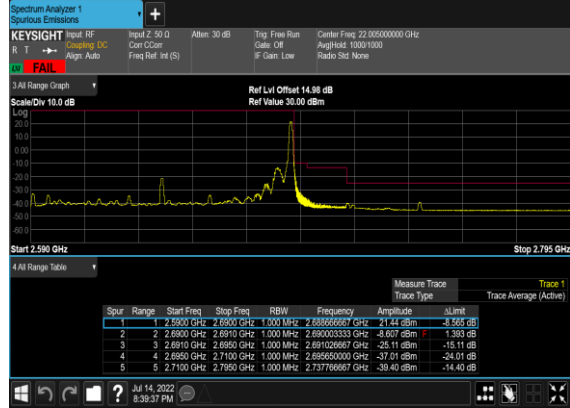 Spectrum Analyzer 1
Spurious Emissions
+
KEYSIGHT Input: RF Input Z: 50 Ω Atten: 30 dB Trig: Free Run Center Freq: 22.005000000 GHz
R T Coupling: DC Corr CCorr Gate: Off Avg|Hold: 1000/1000
Align: Auto Freq Ref: Int (S) IF Gain: Low Radio Std: None
LV FAIL
3 All Range Graph
Ref Lvl Offset 14.98 dB
Scale/Div 10.0 dB Ref Value 30.00 dBm
Log
20.0
10.0
0.00
-10.0
-20.0
-30.0
-40.0
-50.0
-60.0
Start 2.590 GHz Stop 2.795 GHz
4 All Range Table
Measure Trace Trace 1
Trace Type Trace Average (Active)
Spur Range Start Freq Stop Freq RBW Frequency Amplitude ΔLimit
1 1 2.5900 GHz 2.6900 GHz 1.000 MHz 2.688666667 GHz 21.44 dBm -8.565 dB
2 2 2.6900 GHz 2.6910 GHz 1.000 MHz 2.690003333 GHz -8.607 dBm F 1.393 dB
3 3 2.6910 GHz 2.6950 GHz 1.000 MHz 2.691026667 GHz -25.11 dBm -15.11 dB
4 4 2.6950 GHz 2.7100 GHz 1.000 MHz 2.695650000 GHz -37.01 dBm -24.01 dB
5 5 2.7100 GHz 2.7950 GHz 1.000 MHz 2.737766667 GHz -39.40 dBm -14.40 dB
? Jul 14, 2022
8:39:37 PM